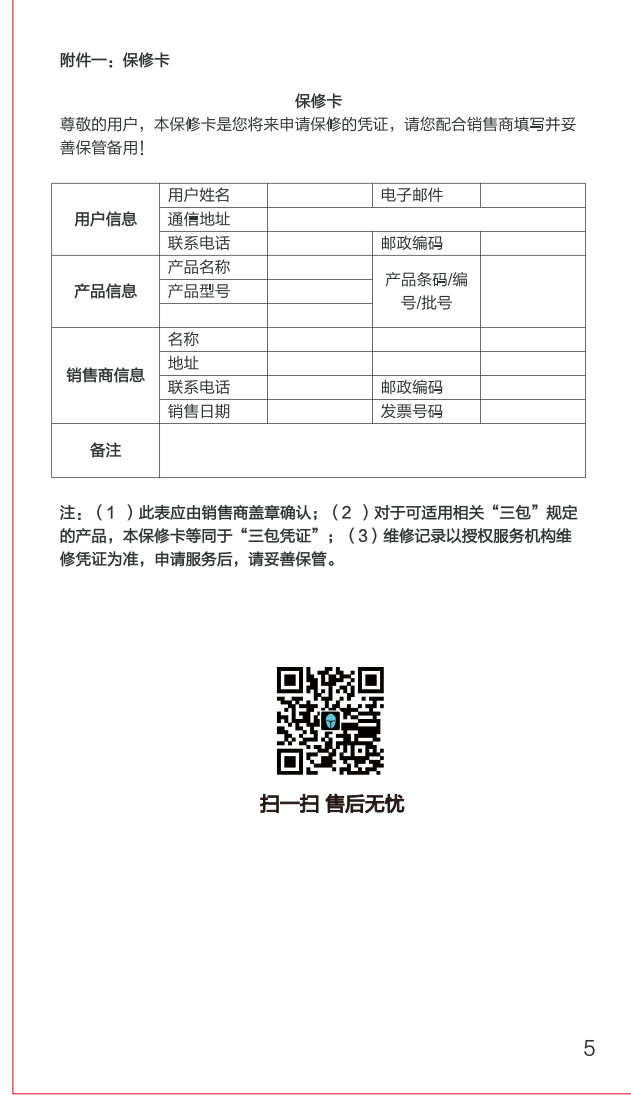 附件一：保修卡
保修卡
尊敬的用户，本保修卡是您将来申请保修的凭证，请您配合销售商填写并妥
善保管备用！
用户信息
用户姓名
电子邮件
通信地址
联系电话
邮政编码
产品信息
产品名称
产品型号
产品条码/编
号/批号
销售商信息
名称
地址
联系电话
邮政编码
销售日期
发票号码
备注
注：（1 ）此表应由销售商盖章确认；（2 ）对于可适用相关“三包”规定
的产品，本保修卡等同于“三包凭证”；（3）维修记录以授权服务机构维
修凭证为准，申请服务后，请妥善保管。
扫一扫 售后无忧
5